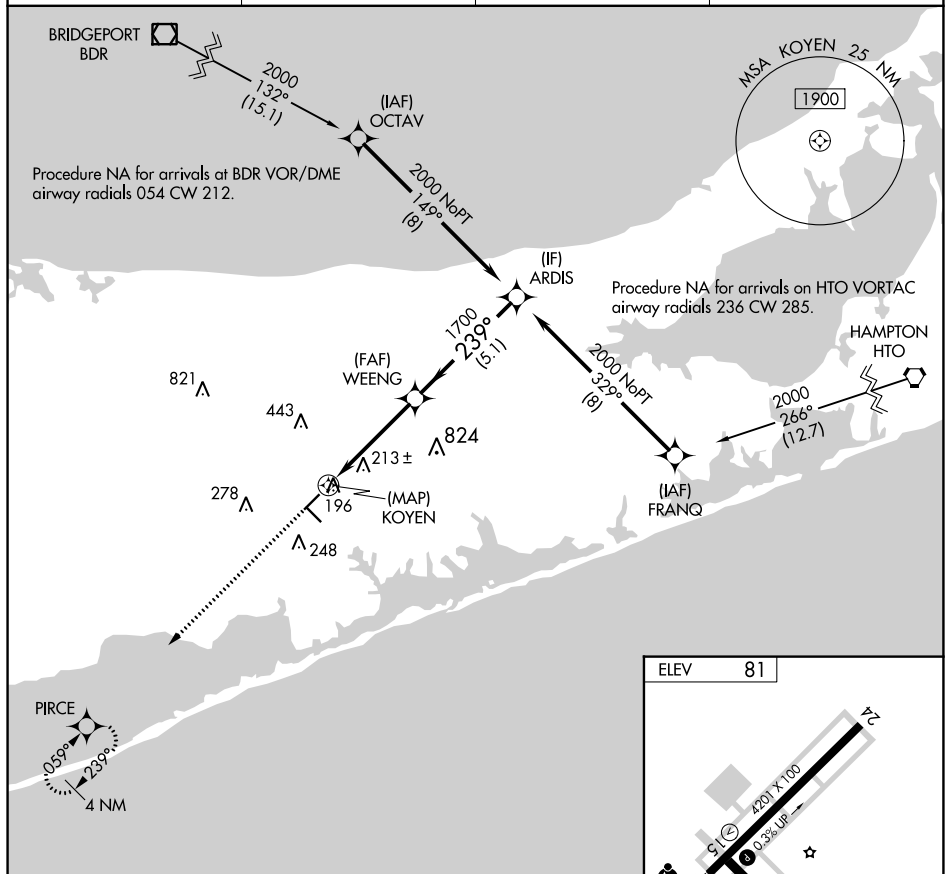 BRIDGEPORT
BDR
2000
132°
(15.1)
(IAF)
OCTAV
MSA KOYEN 25 NM
1900
Procedure NA for arrivals at BDR VOR/DME
airway radials 054 CW 212.
2000 NoPT
149°
(8)
(IF)
ARDIS
Procedure NA for arrivals on HTO VORTAC
airway radials 236 CW 285.
HAMPTON
HTO
1700
239°
(5.1)
(FAF)
WEENG
2000 NoPT
329°
(8)
2000
266°
(12.7)
821
443
824
213 ±
278
196
(MAP)
KOYEN
(IAF)
FRANQ
248
PIRCE
059°
239°
4 NM
ELEV 81
24
4201 X 100
0.3% UP
15
V
P